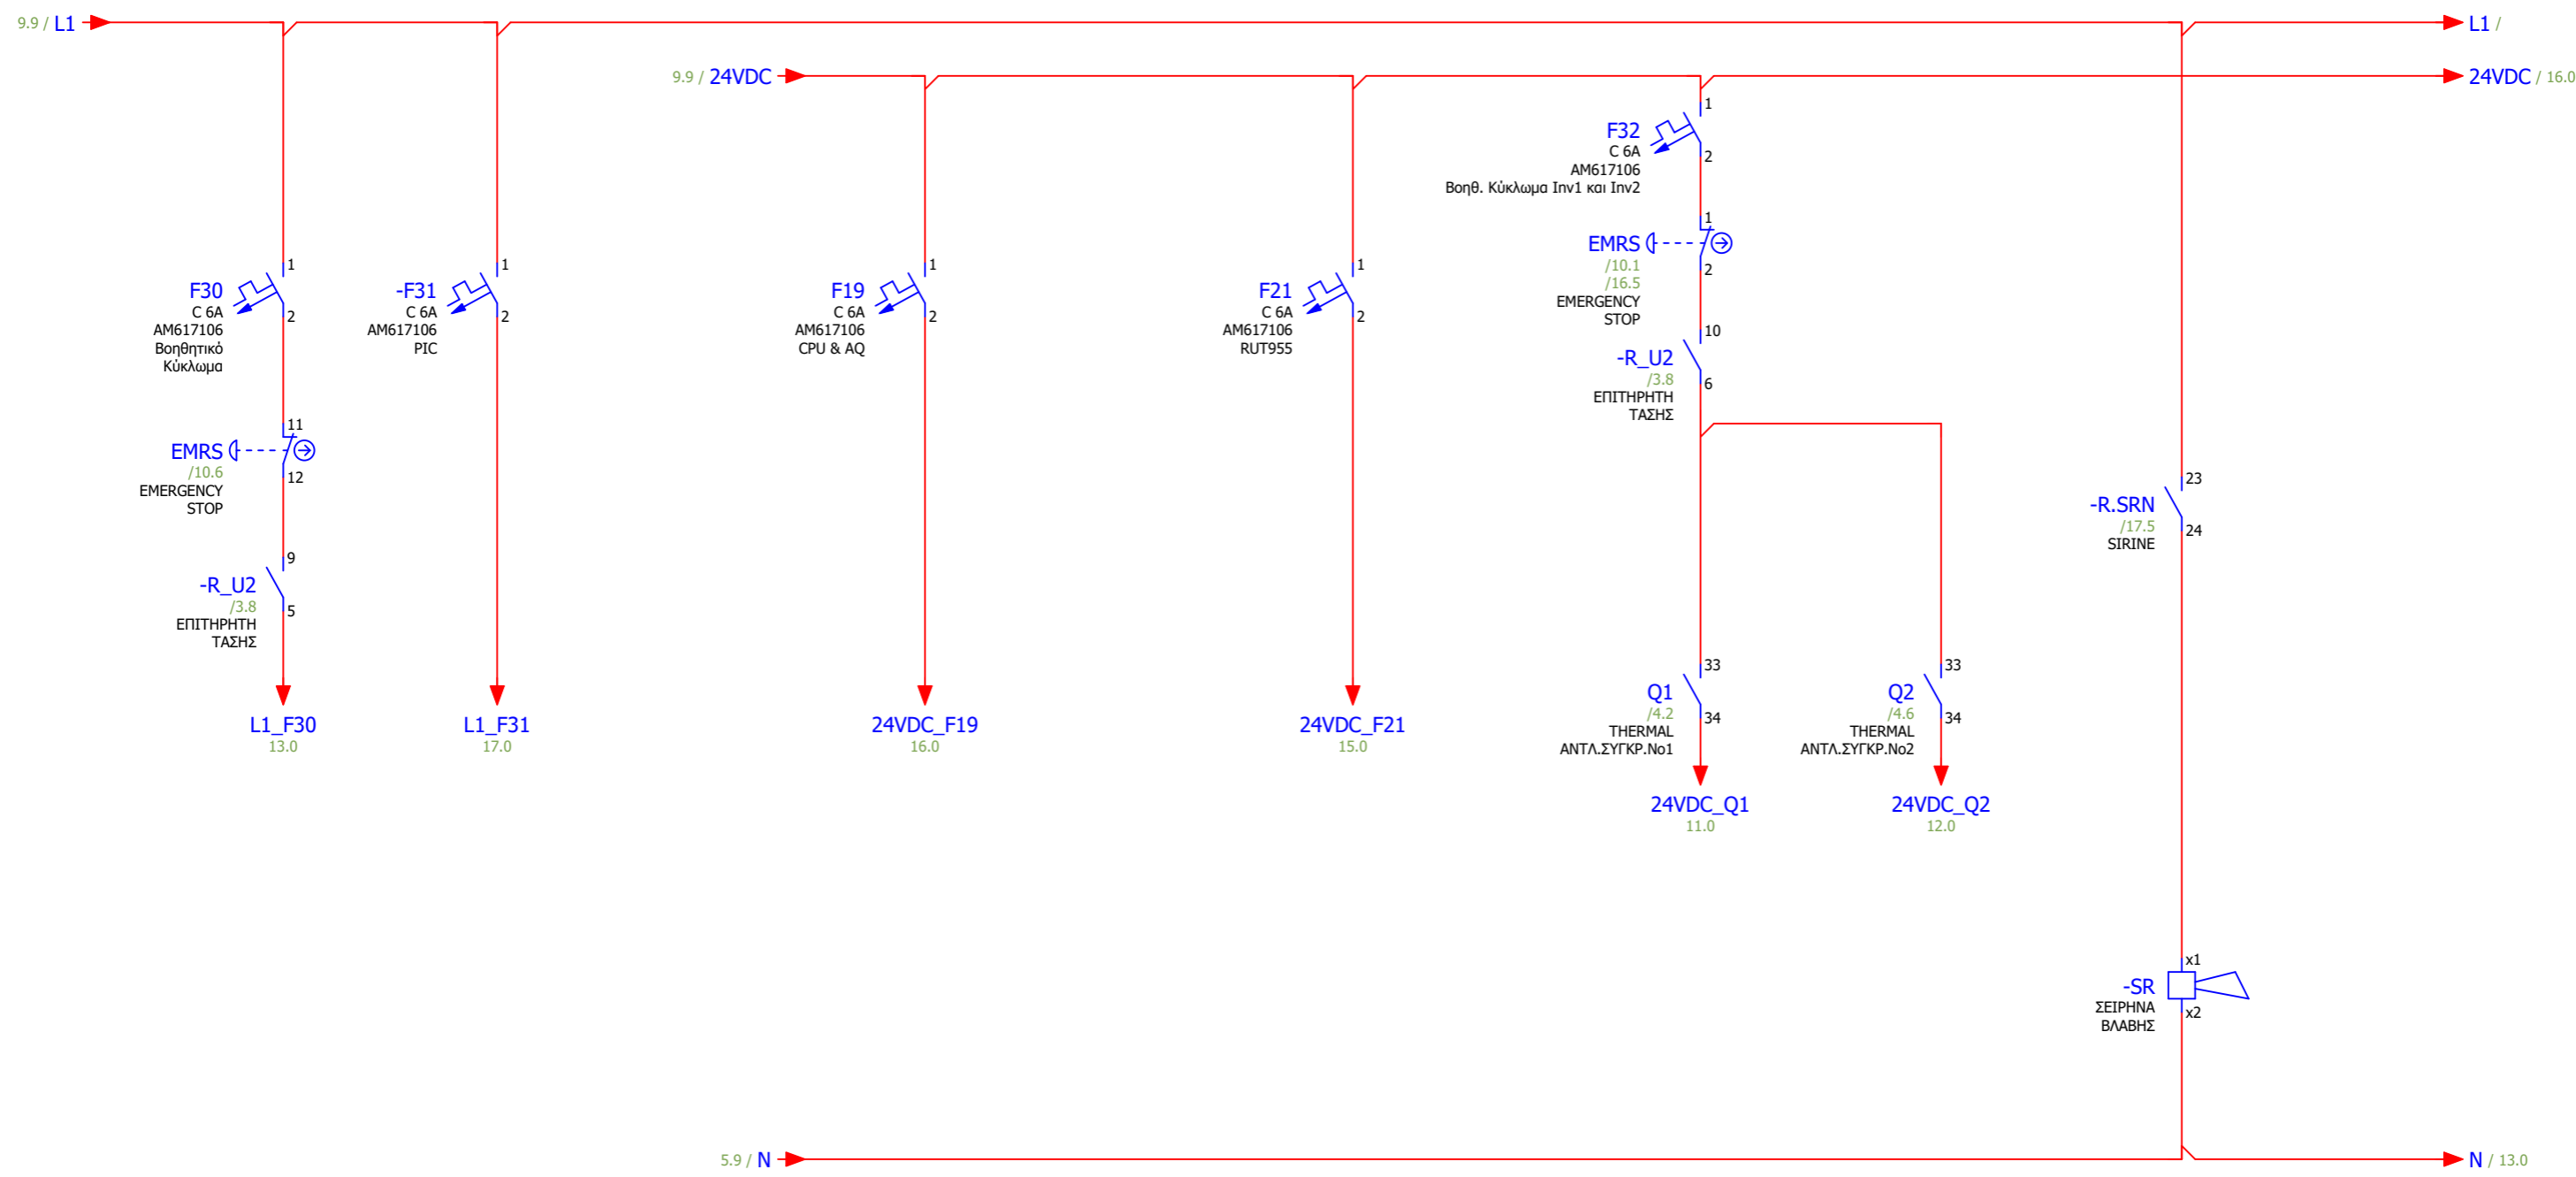 9.9 / L1
L1 /
9.9 / 24VDC
24VDC / 16.0
1
F30
C 6A
AM617106
Βοηθητικό
Κύκλωμα
2
11
EMRS
/10.6
EMERGENCY
STOP
12
9
-R_U2
/3.8
ΕΠΙΤΗΡΗΤΗ
ΤΑΣΗΣ
5
L1_F30
13.0
1
-F31
C 6A
AM617106
PIC
2
L1_F31
17.0
1
F19
C 6A
AM617106
CPU & AQ
2
24VDC_F19
16.0
1
F21
C 6A
AM617106
RUT955
2
24VDC_F21
15.0
1
F32
C 6A
AM617106
Βοηθ. Κύκλωμα Inv1 και Inv2
2
1
EMRS
/10.1
/16.5
EMERGENCY
STOP
2
10
-R_U2
/3.8
ΕΠΙΤΗΡΗΤΗ
ΤΑΣΗΣ
6
33
Q1
/4.2
THERMAL
ΑΝΤΛ.ΣΥΓΚΡ.Νο1
34
24VDC_Q1
11.0
33
Q2
/4.6
THERMAL
ΑΝΤΛ.ΣΥΓΚΡ.Νο2
34
24VDC_Q2
12.0
23
-R.SRN
/17.5
SIRINE
24
x1
-SR
ΣΕΙΡΗΝΑ
ΒΛΑΒΗΣ
x2
5.9 / N
N / 13.0